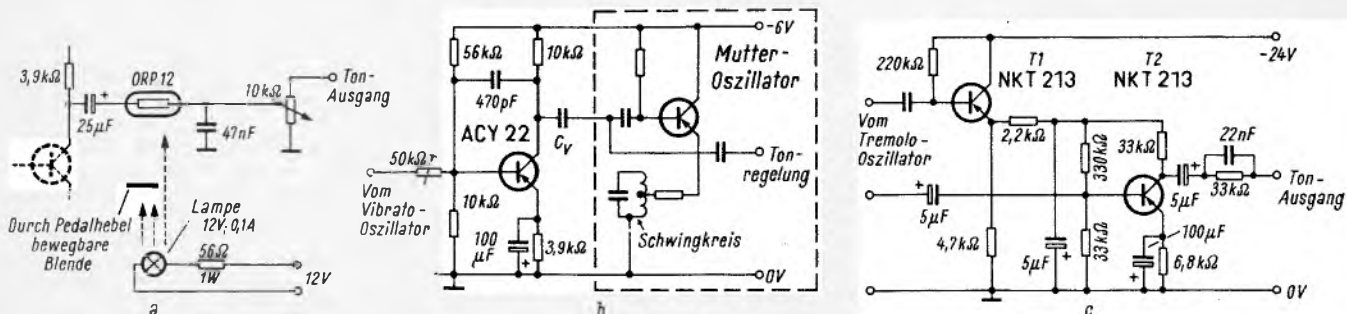 3,9kΩ
25μF
+
ORP 12
10kΩ
Ton-
Ausgang
47nF
Durch Pedalhebel
bewegbare
Blende
Lampe
12V; 0,1A
56Ω
1W
12V
a
56kΩ
10kΩ
470pF
ACY 22
50kΩ
Vom
Vibrato-
Oszillator
10kΩ
100
μF
+
3,9kΩ
C_V
-6V
Mutter-
Oszillator
Ton-
regelung
Schwingkreis
0V
b
220kΩ
T1
NKT 213
T2
NKT 213
-24V
Vom
Tremolo-
Oszillator
2,2kΩ
330kΩ
33kΩ
22nF
+
5μF
33kΩ
Ton-
Ausgang
+
5μF
4,7kΩ
5μF
+
33kΩ
100μF
+
6,8kΩ
0V
c